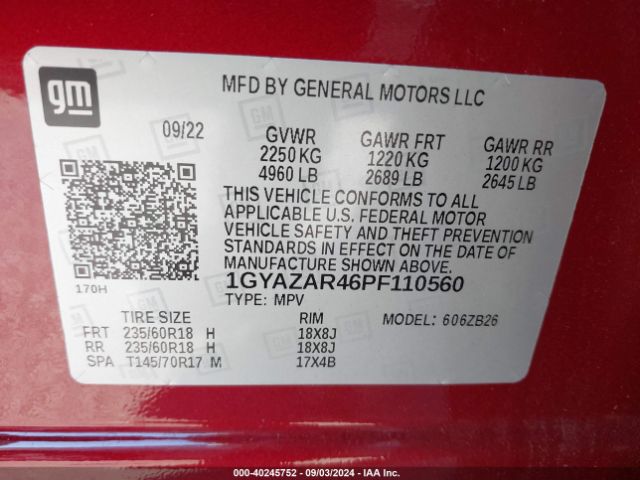 gm
MFD BY GENERAL MOTORS LLC
09/22
GVWR GAWR FRT GAWR RR
2250 KG 1220 KG 1200 KG
4960 LB 2689 LB 2645 LB
THIS VEHICLE CONFORMS TO ALL
APPLICABLE U.S. FEDERAL MOTOR
VEHICLE SAFETY AND THEFT PREVENTION
STANDARDS IN EFFECT ON THE DATE OF
MANUFACTURE SHOWN ABOVE.
170H
1GYAZAR46PF110560
TYPE: MPV
TIRE SIZE RIM MODEL: 606ZB26
FRT 235/60R18 H 18X8J
RR 235/60R18 H 18X8J
SPA T145/70R17 M 17X4B
000-40245752 09/03/2024 - IAA, Inc.